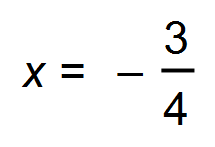 x = – 3/4